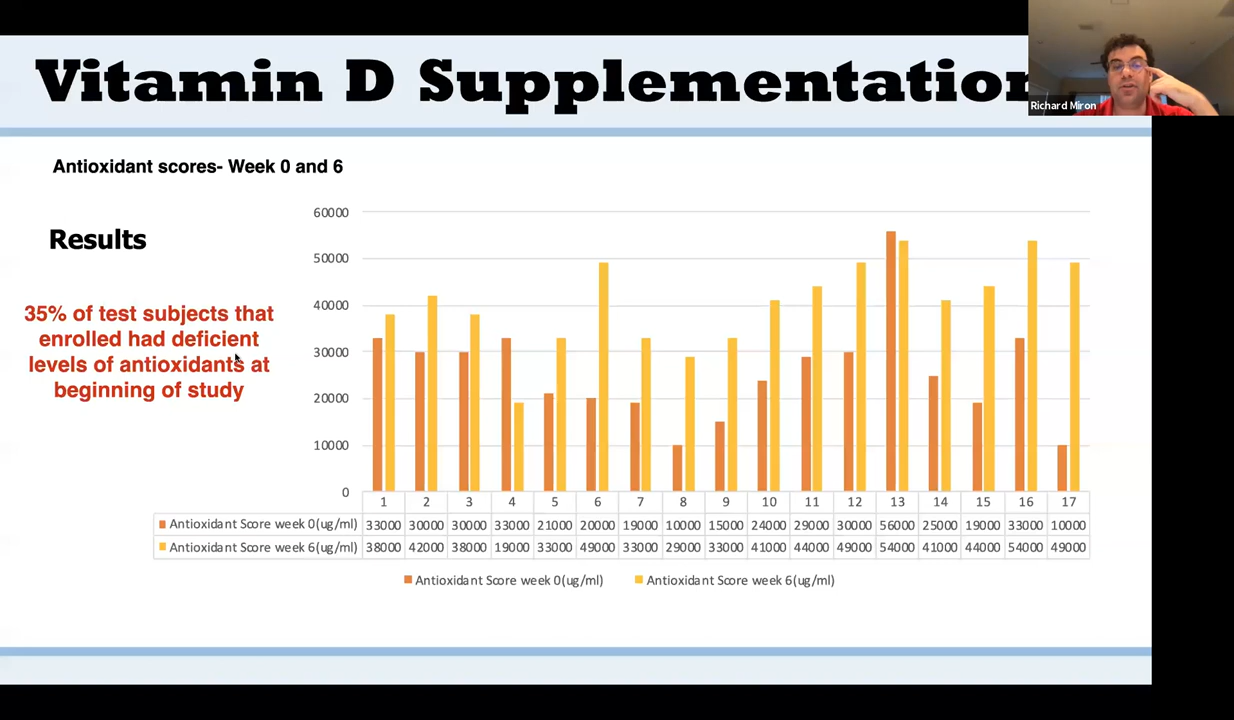 Vitamin D Supplementation
Richard Miron
Antioxidant scores- Week 0 and 6
Results
35% of test subjects that
enrolled had deficient
levels of antioxidants at
beginning of study
60000
50000
40000
30000
20000
10000
0
1 2 3 4 5 6 7 8 9 10 11 12 13 14 15 16 17
Antioxidant Score week 0(ug/ml) 33000 30000 30000 33000 21000 20000 19000 10000 15000 24000 29000 30000 56000 25000 19000 33000 10000
Antioxidant Score week 6(ug/ml) 38000 42000 38000 19000 33000 49000 33000 29000 33000 41000 44000 49000 54000 41000 44000 54000 49000
Antioxidant Score week 0(ug/ml) Antioxidant Score week 6(ug/ml)